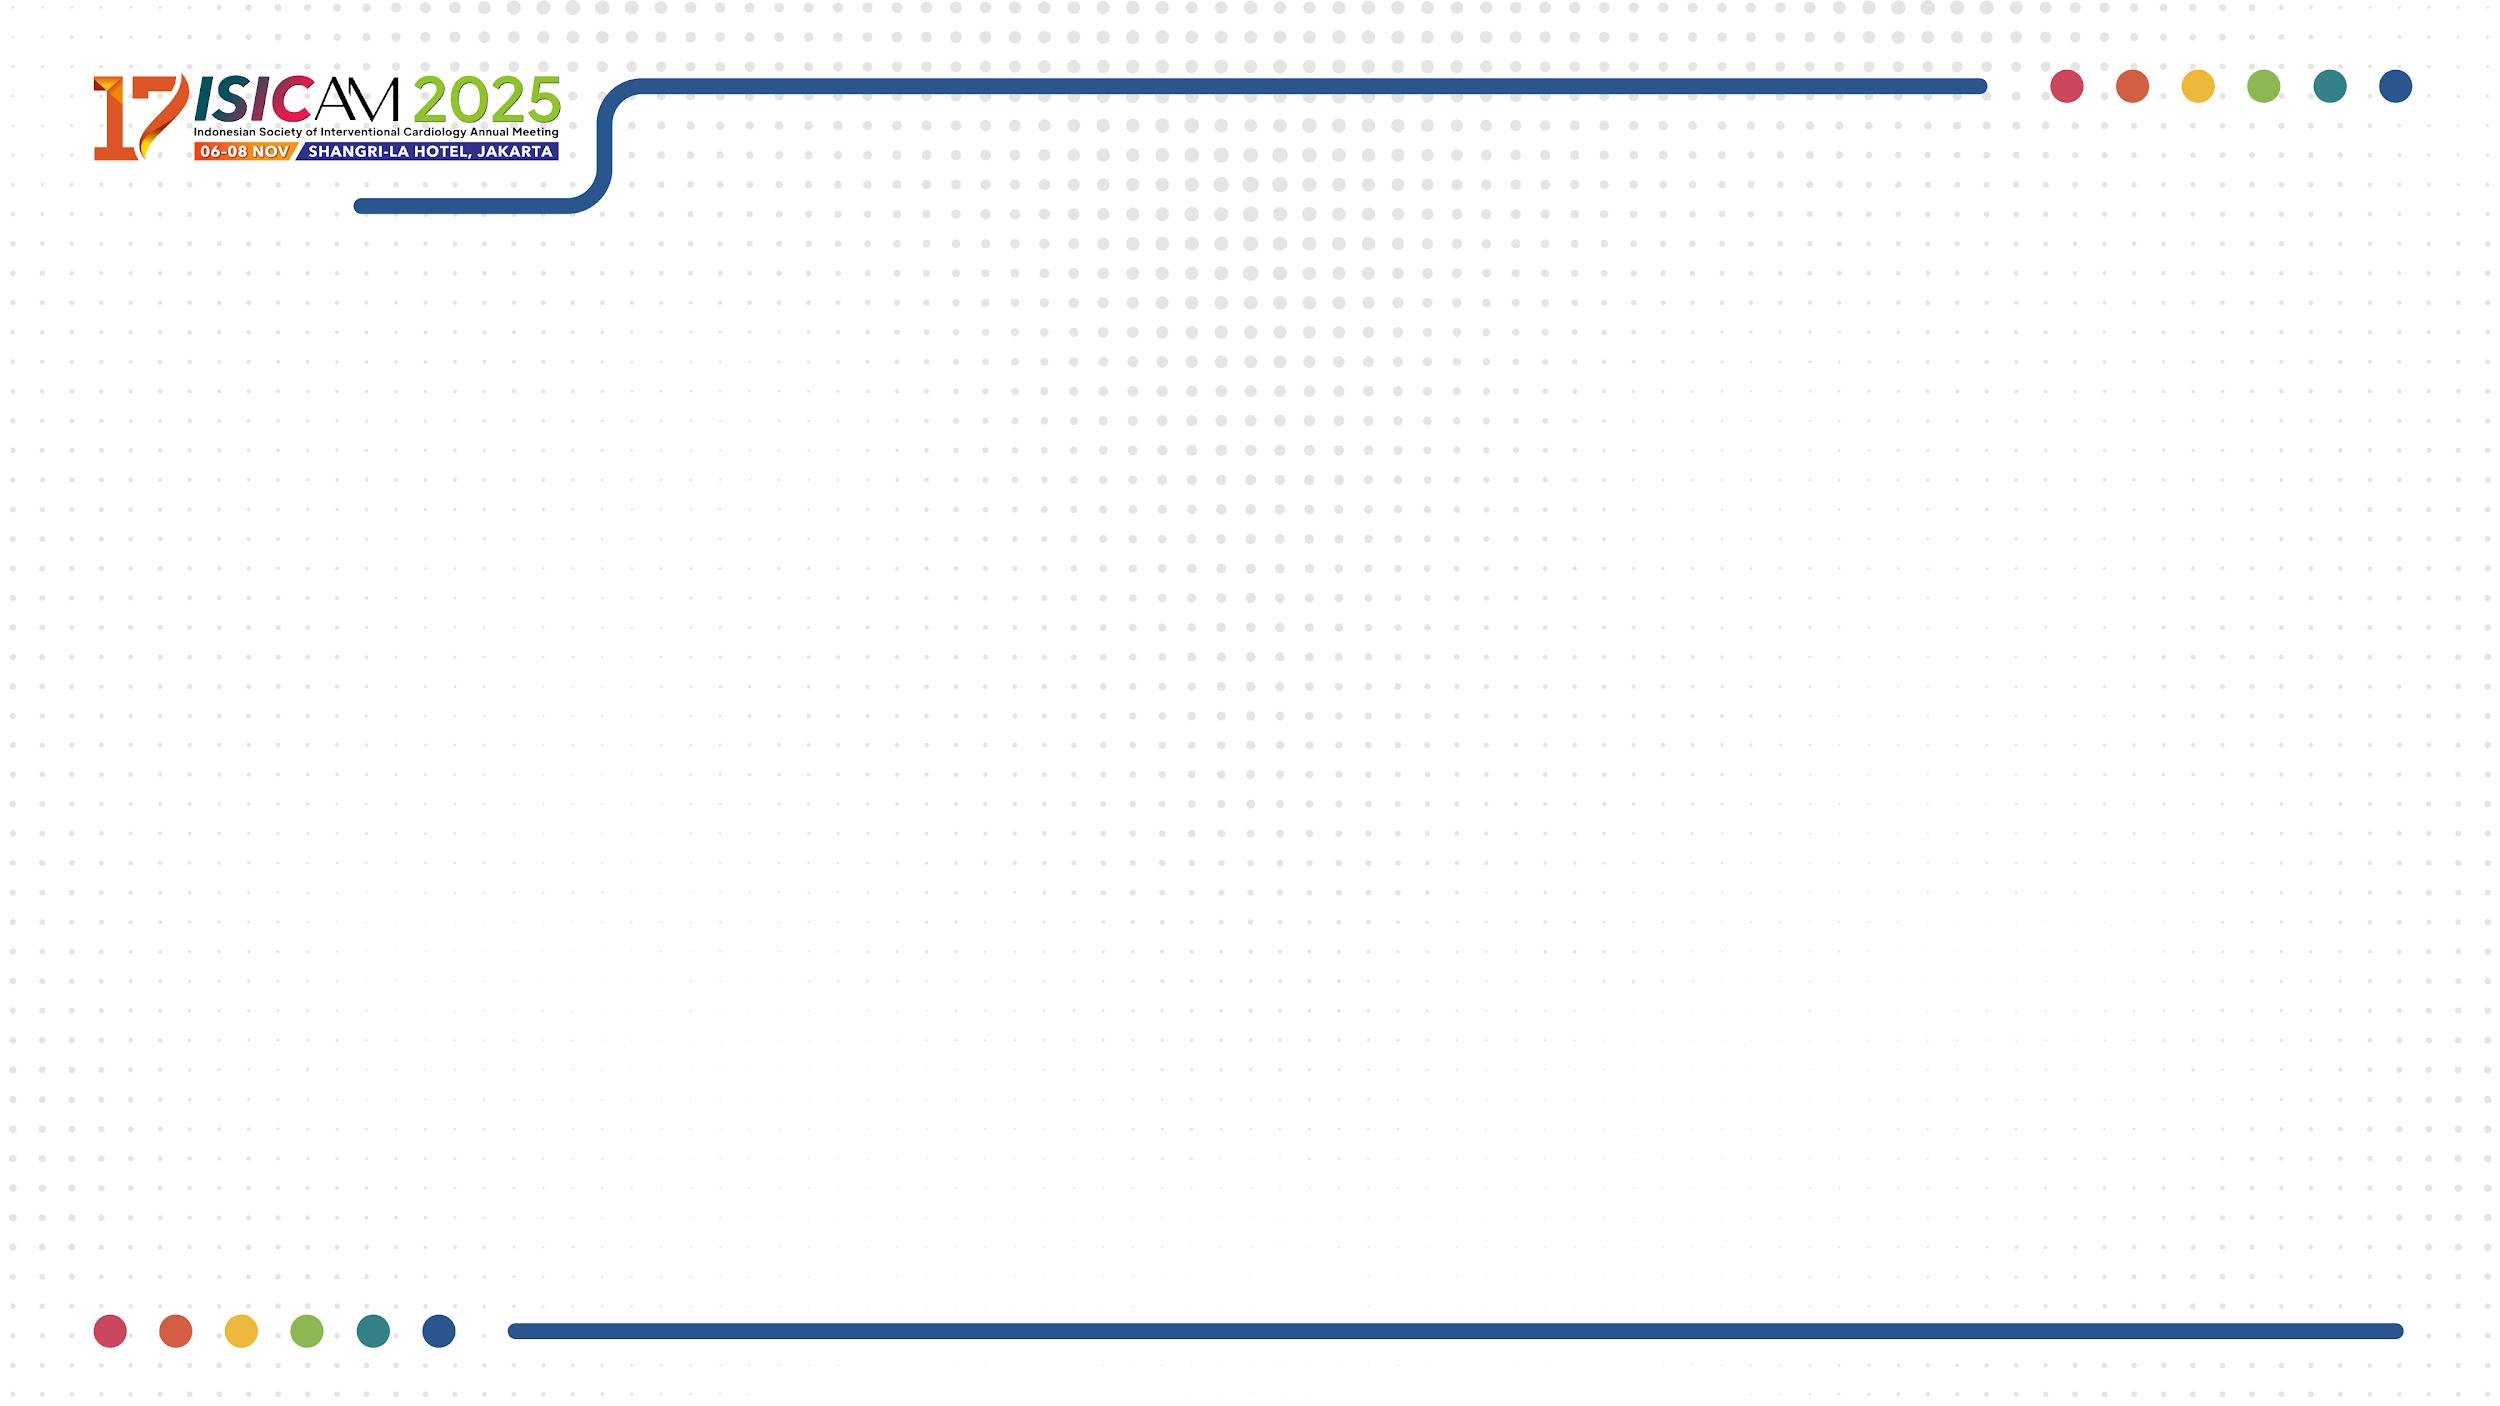 17 ISICAM 2025
Indonesian Society of Interventional Cardiology Annual Meeting
06-08 NOV SHANGRI-LA HOTEL, JAKARTA